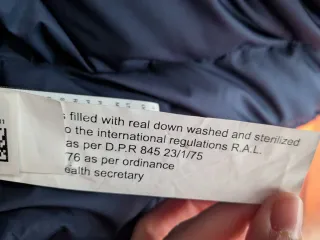 s filled with real down washed and sterilized
o the international regulations R.A.L.
as per D.P.R 845 23/1/75
76 as per ordinance
ealth secretary